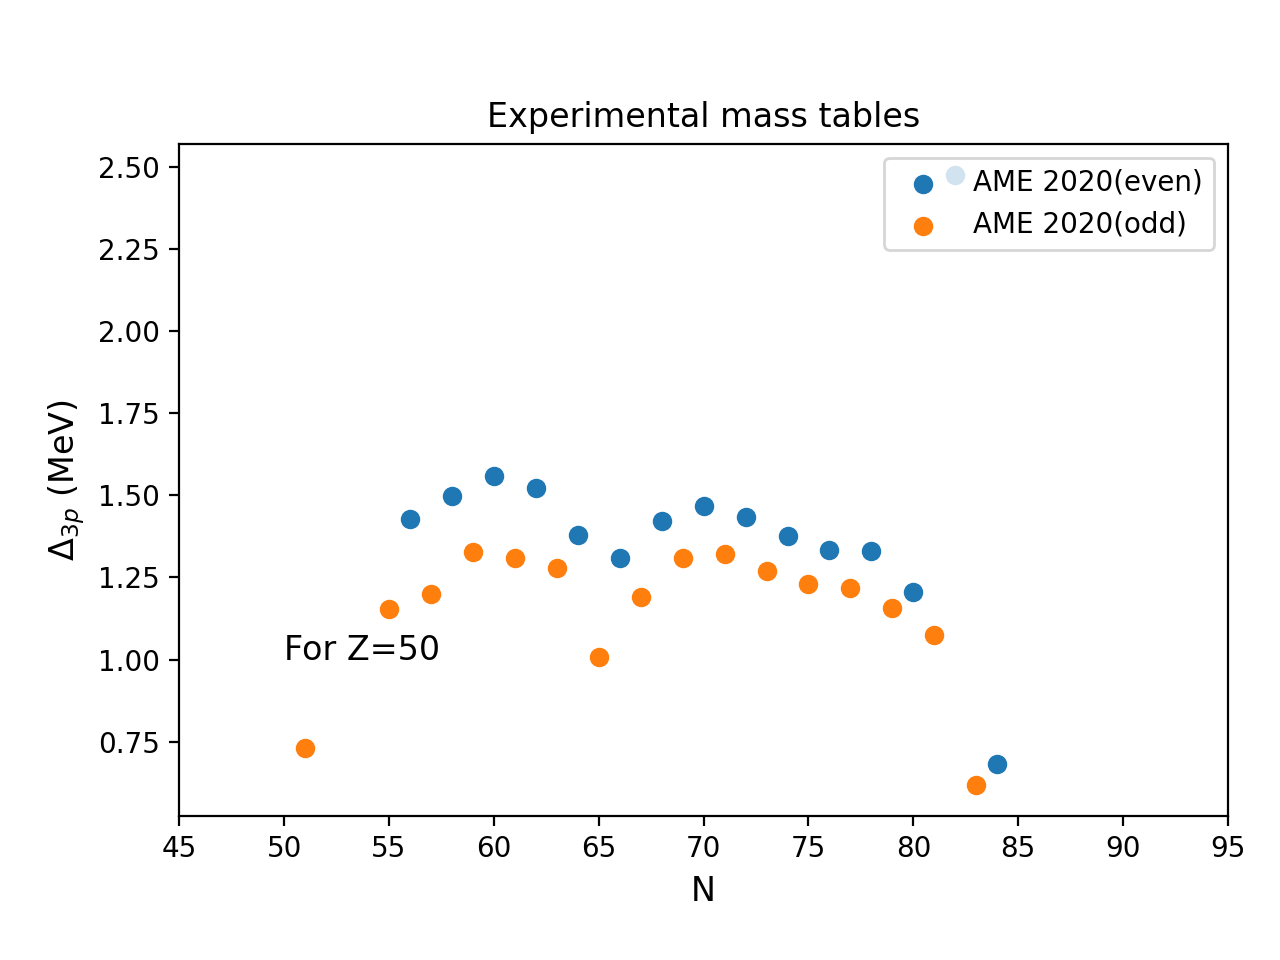 Experimental mass tables
2.50
2.25
2.00
1.75
1.50
1.25
1.00
0.75
Δ3p (MeV)
AME 2020(even)
AME 2020(odd)
For Z=50
45 50 55 60 65 70 75 80 85 90 95
N